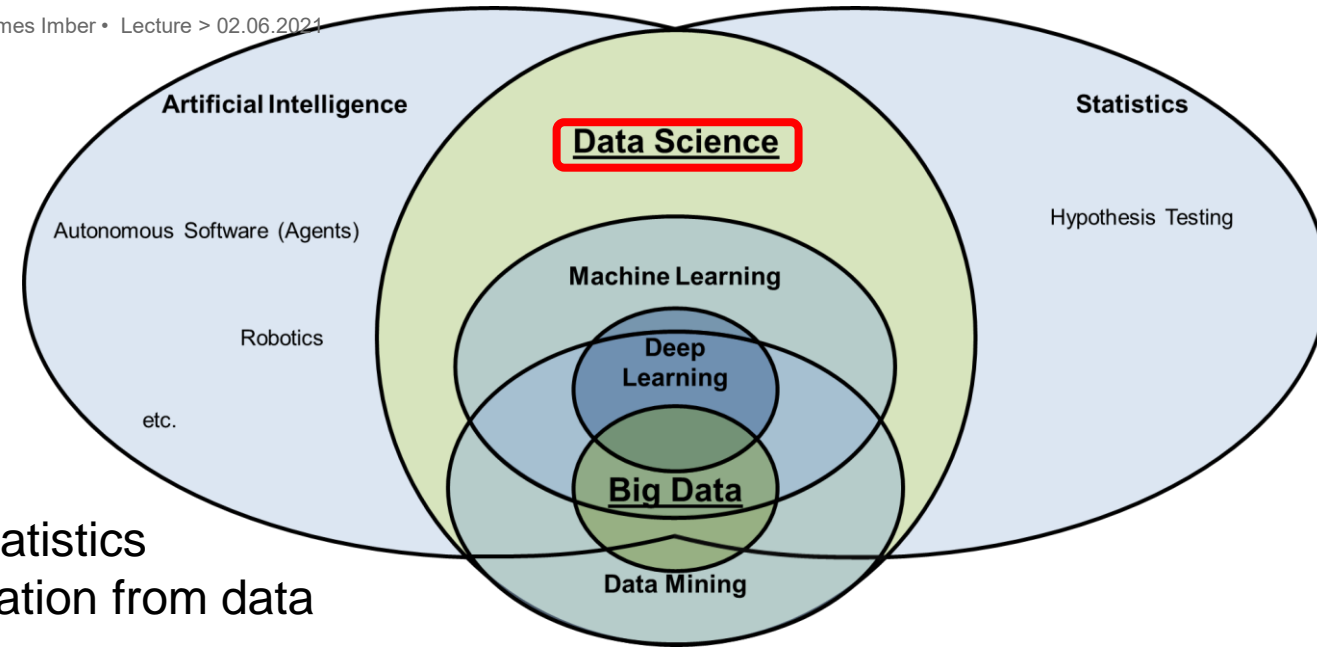 mes Imber • Lecture > 02.06.2021
Artificial Intelligence
Statistics
Data Science
Autonomous Software (Agents)
Hypothesis Testing
Machine Learning
Robotics
Deep
Learning
etc.
Big Data
atistics
Data Mining
ation from data